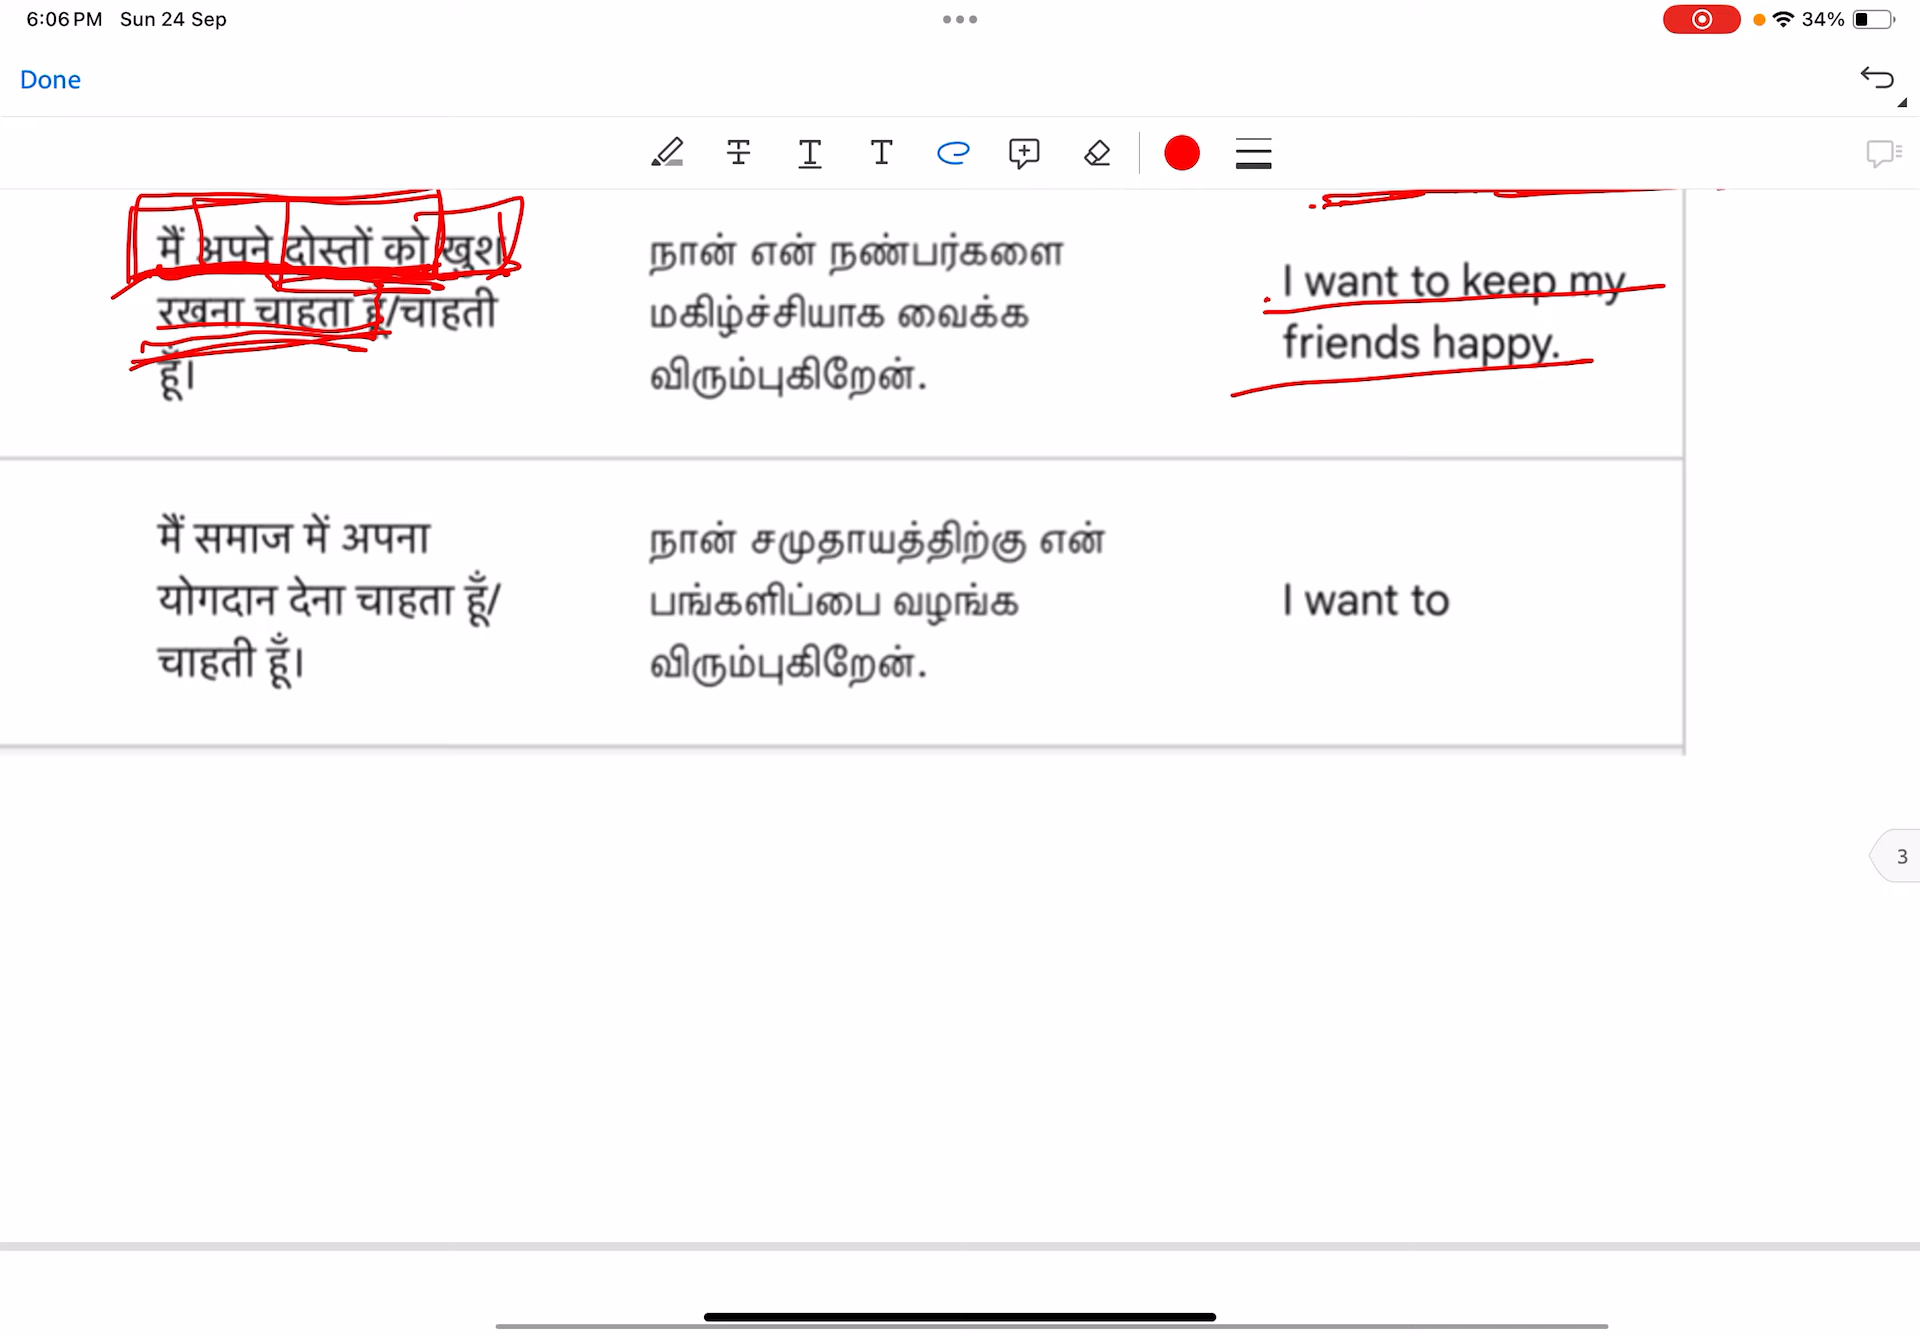 6:06 PM Sun 24 Sep
34%
Done
मैं अपने दोस्तों को खुश
रखना चाहता हूँ/चाहती
हूँ।
நான் என் நண்பர்களை
மகிழ்ச்சியாக வைக்க
விரும்புகிறேன்.
I want to keep my
friends happy.
मैं समाज में अपना
योगदान देना चाहता हूँ/
चाहती हूँ।
நான் சமுதாயத்திற்கு என்
பங்களிப்பை வழங்க
விரும்புகிறேன்.
I want to
3